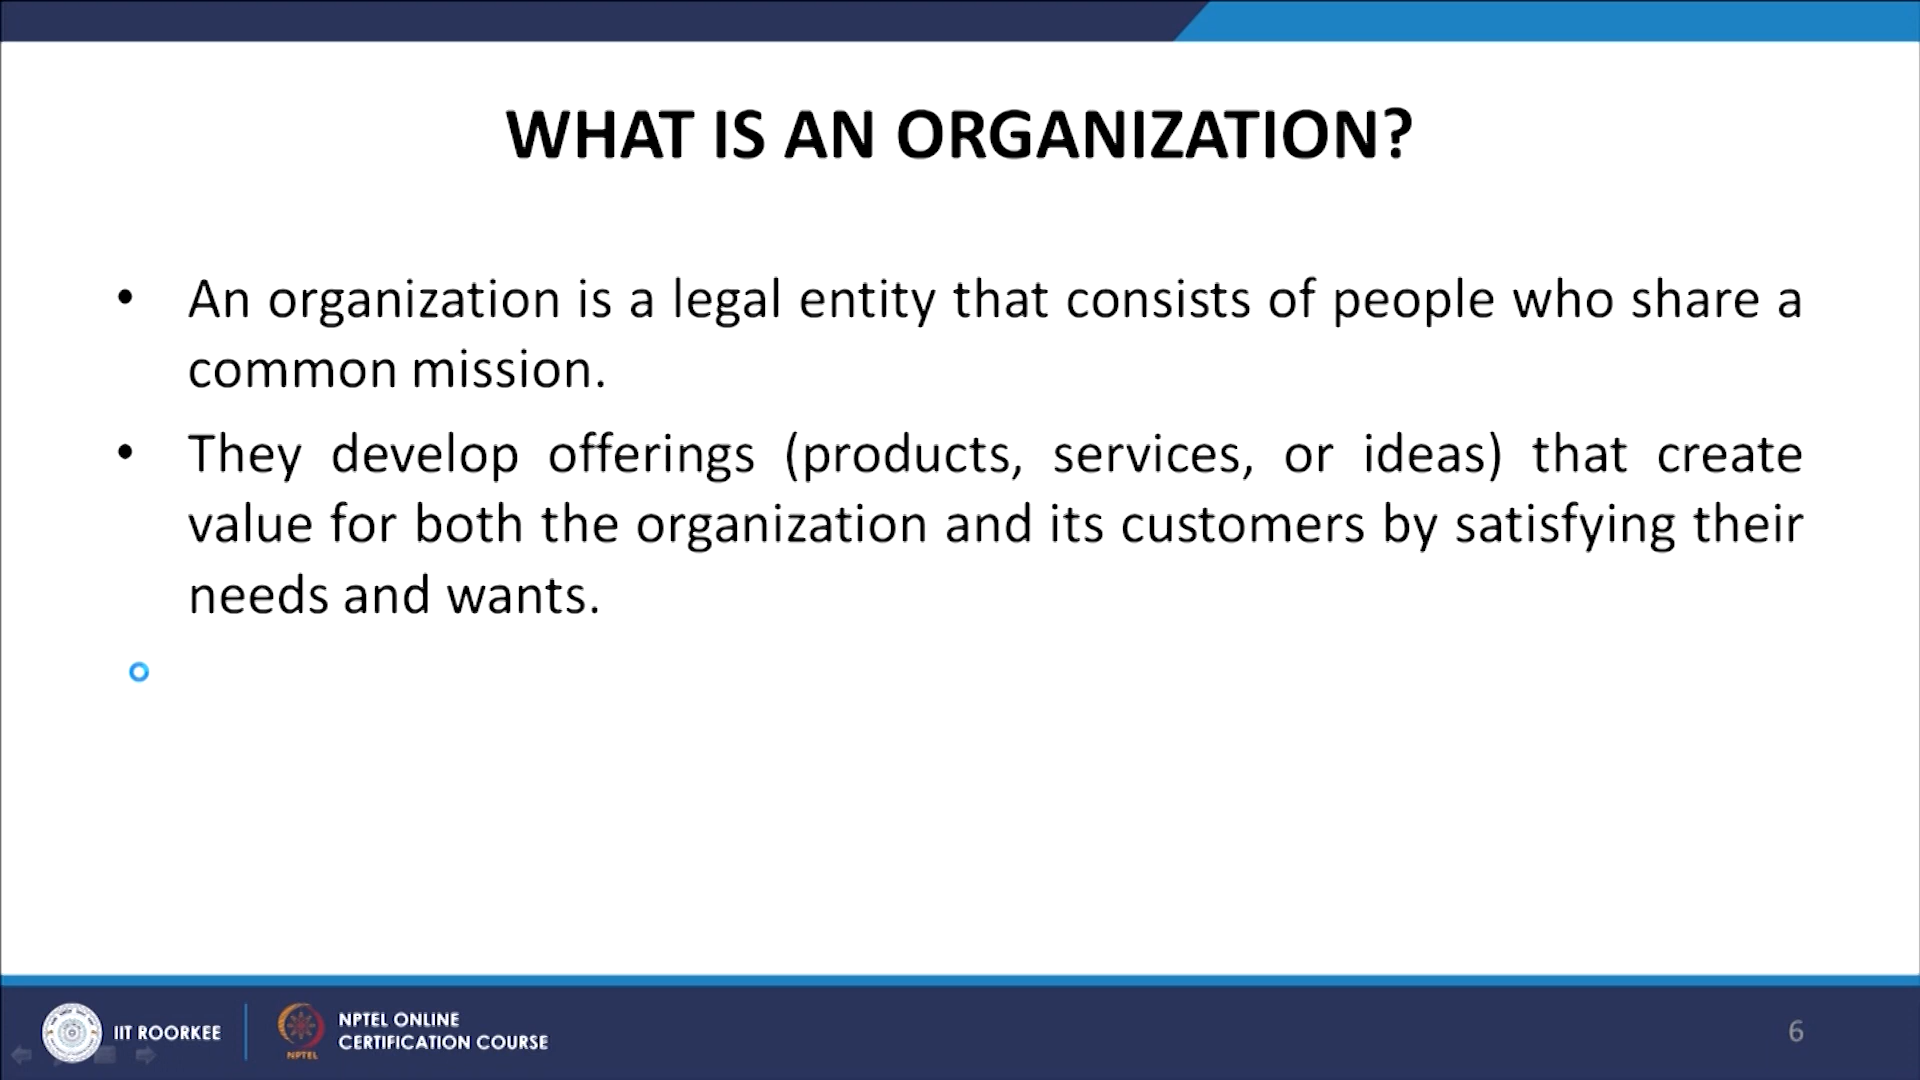 WHAT IS AN ORGANIZATION?
• An organization is a legal entity that consists of people who share a
common mission.
• They develop offerings (products, services, or ideas) that create
value for both the organization and its customers by satisfying their
needs and wants.
IIT ROORKEE
NPTEL
NPTEL ONLINE
CERTIFICATION COURSE
6